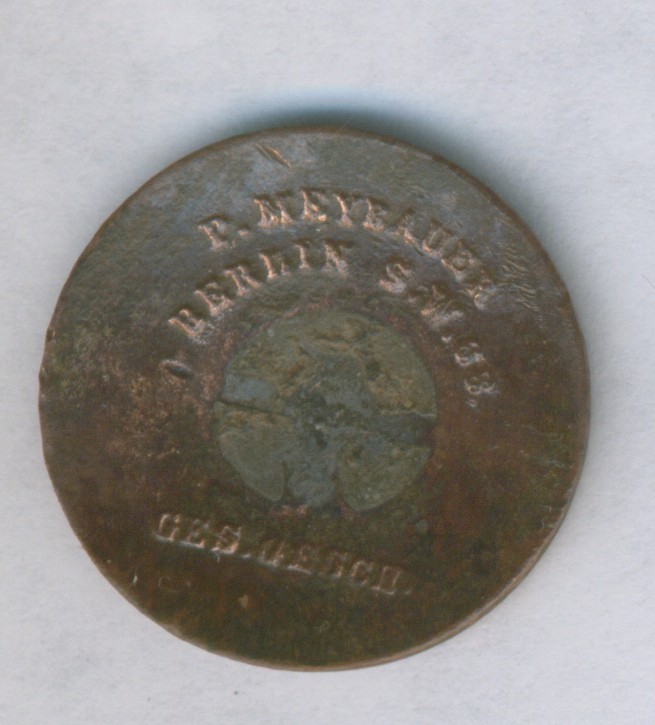 P. MEYBAUER
BERLIN S.W. 68.
GES. GESCH.